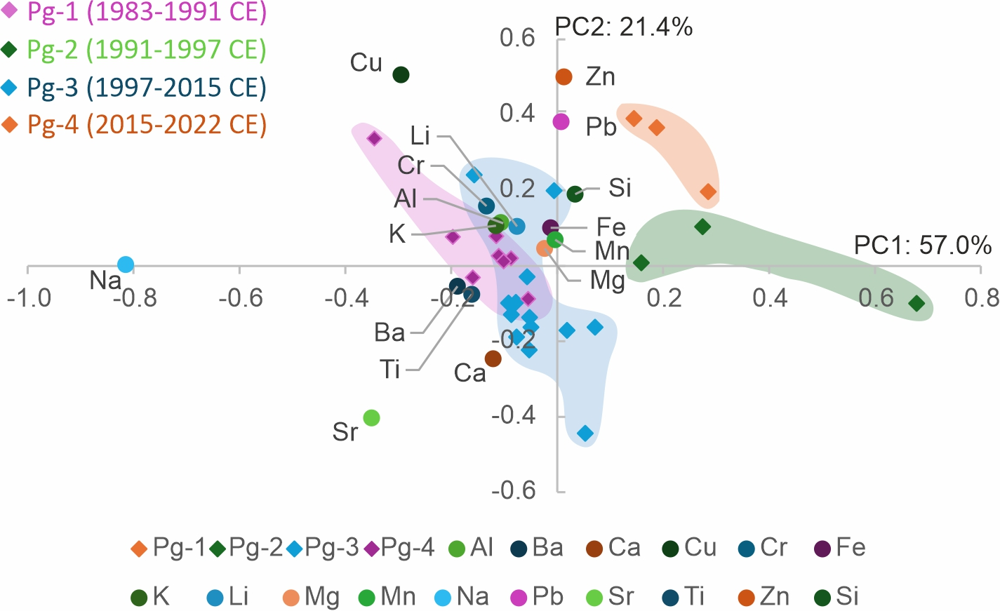 Pg-1 (1983-1991 CE)
Pg-2 (1991-1997 CE)
Pg-3 (1997-2015 CE)
Pg-4 (2015-2022 CE)
PC2: 21.4%
0.6
Cu
Zn
0.4
Pb
Li
Cr
0.2
Si
Al
K
Fe
Mn
PC1: 57.0%
Na
Mg
-1.0 -0.8 -0.6 -0.4 -0.2 0.2 0.4 0.6 0.8
Ba
-0.2
Ti
Ca
-0.4
Sr
-0.6
Pg-1 Pg-2 Pg-3 Pg-4 Al Ba Ca Cu Cr Fe
K Li Mg Mn Na Pb Sr Ti Zn Si